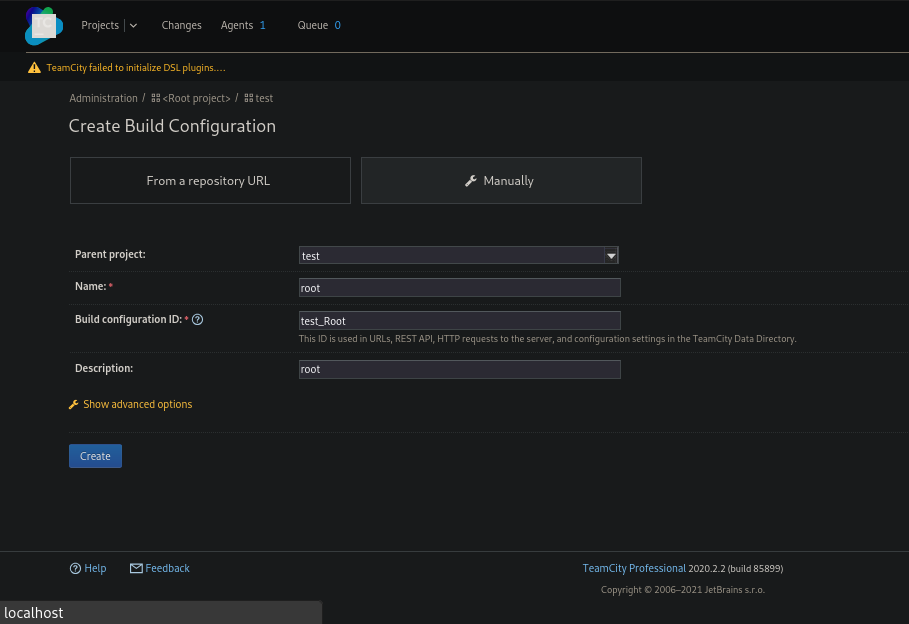 TC
Projects
Changes
Agents 1
Queue 0
TeamCity failed to initialize DSL plugins....
Administration / <Root project> / test
Create Build Configuration
From a repository URL
Manually
Parent project: test
Name: * root
Build configuration ID: * test_Root
This ID is used in URLs, REST API, HTTP requests to the server, and configuration settings in the TeamCity Data Directory.
Description: root
Show advanced options
Create
Help
Feedback
TeamCity Professional 2020.2.2 (build 85899)
Copyright © 2006–2021 JetBrains s.r.o.
localhost